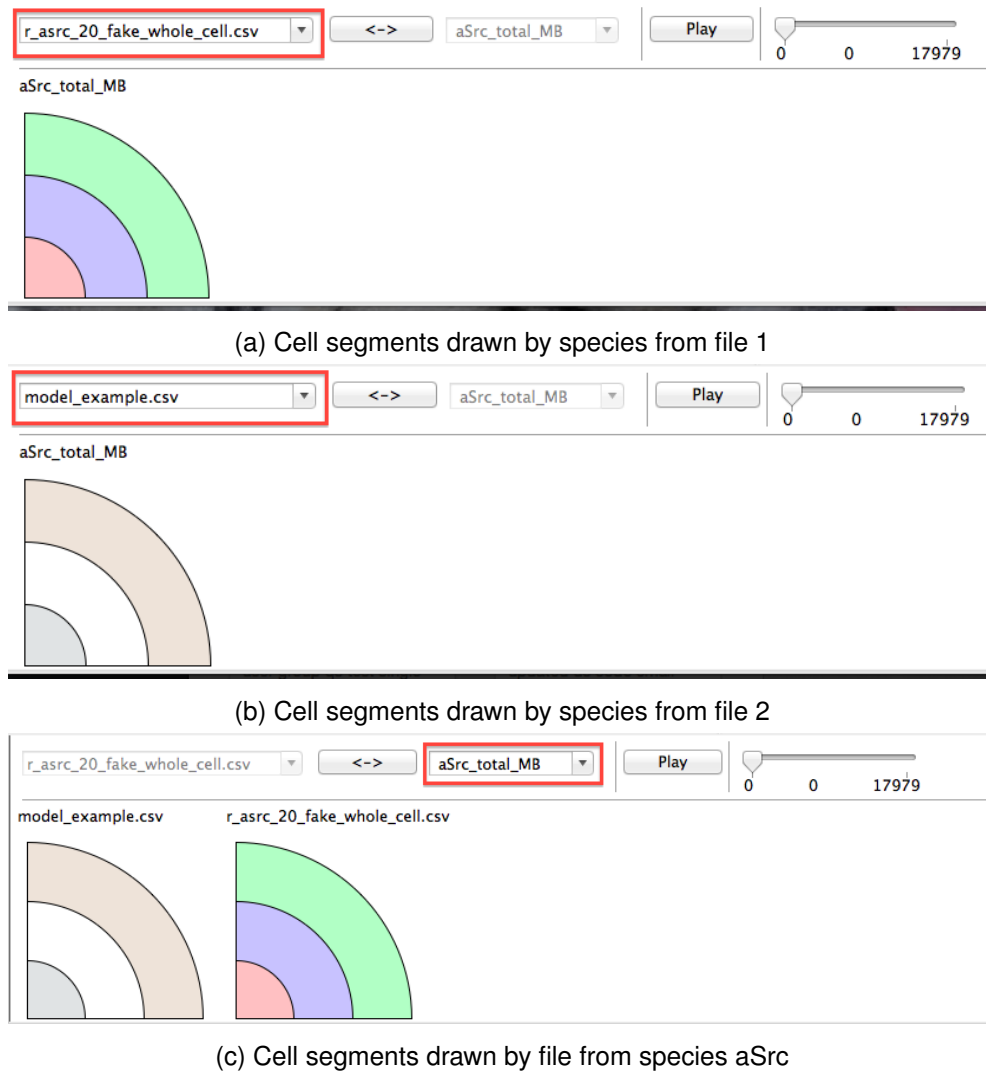 r_asrc_20_fake_whole_cell.csv <-> aSrc_total_MB Play 0 0 17979
aSrc_total_MB
(a) Cell segments drawn by species from file 1
model_example.csv <-> aSrc_total_MB Play 0 0 17979
aSrc_total_MB
(b) Cell segments drawn by species from file 2
r_asrc_20_fake_whole_cell.csv <-> aSrc_total_MB Play 0 0 17979
model_example.csv r_asrc_20_fake_whole_cell.csv
(c) Cell segments drawn by file from species aSrc